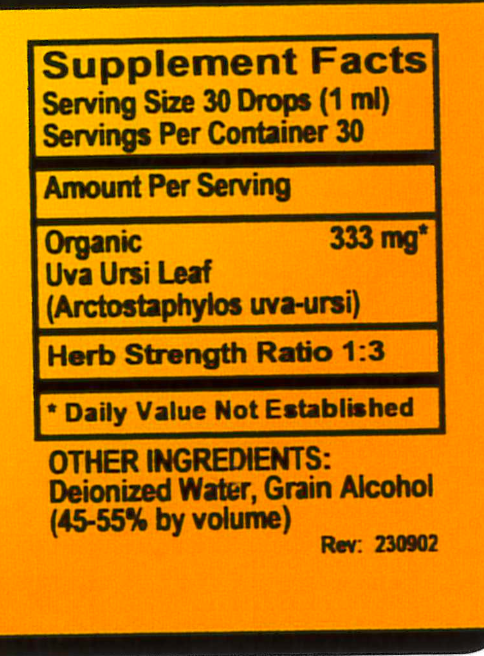 Supplement Facts
Serving Size 30 Drops (1 ml)
Servings Per Container 30
Amount Per Serving
Organic 333 mg*
Uva Ursi Leaf
(Arctostaphylos uva-ursi)
Herb Strength Ratio 1:3
* Daily Value Not Established
OTHER INGREDIENTS:
Deionized Water, Grain Alcohol
(45-55% by volume)
Rev: 230902